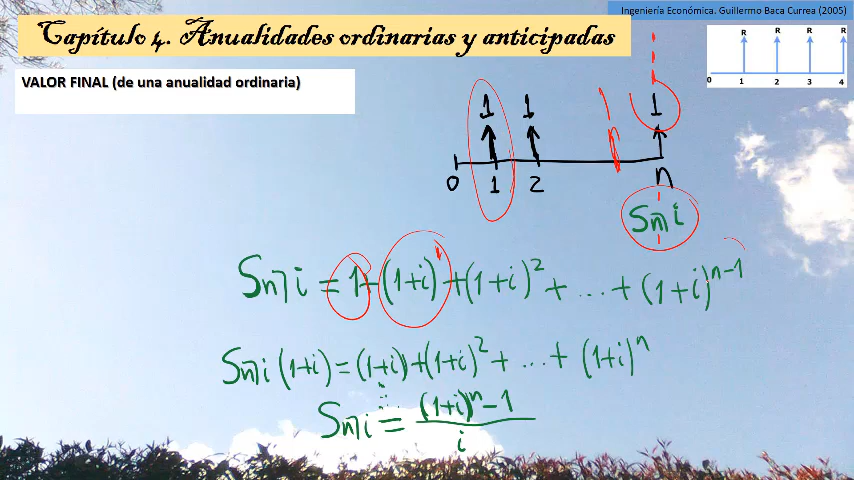 Ingeniería Económica. Guillermo Baca Currea (2005)
Capítulo 4. Anualidades ordinarias y anticipadas
R R R R
0 1 2 3 4
VALOR FINAL (de una anualidad ordinaria)
1 1 1 1
0 1 2 n
Sn┐i
Sn┐i = 1+(1+i)+(1+i)^2+...+(1+i)^n-1
Sn┐i(1+i)=(1+i)+(1+i)^2+...+(1+i)^n
Sn┐i = (1+i)^n-1
i